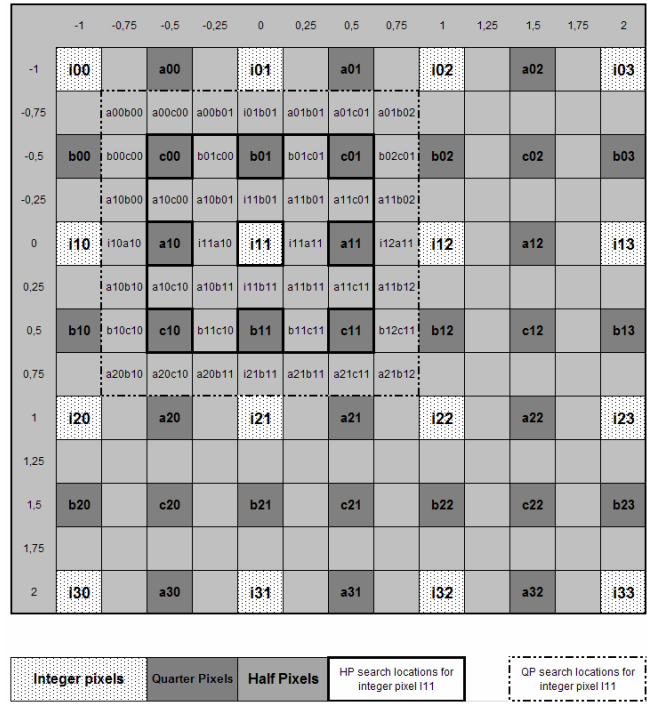 -1 -0,75 -0,5 -0,25 0 0,25 0,5 0,75 1 1,25 1,5 1,75 2
-1 i00 a00 i01 a01 i02 a02 i03
-0,75 a00b00 a00c00 a00b01 i01b01 a01b01 a01c01 a01b02
-0,5 b00 b00c00 c00 b01c00 b01 b01c01 c01 b02c01 b02 c02 b03
-0,25 a10b00 a10c00 a10b01 i11b01 a11b01 a11c01 a11b02
0 i10 i10a10 a10 i11a10 i11 i11a11 a11 i12a11 i12 a12 i13
0,25 a10b10 a10c10 a10b11 i11b11 a11b11 a11c11 a11b12
0,5 b10 b10c10 c10 b11c10 b11 b11c11 c11 b12c11 b12 c12 b13
0,75 a20b10 a20c10 a20b11 i21b11 a21b11 a21c11 a21b12
1 i20 a20 i21 a21 i22 a22 i23
1,25
1,5 b20 c20 b21 c21 b22 c22 b23
1,75
2 i30 a30 i31 a31 i32 a32 i33
Integer pixels Quarter Pixels Half Pixels HP search locations for QP search locations for
integer pixel I11 integer pixel I11